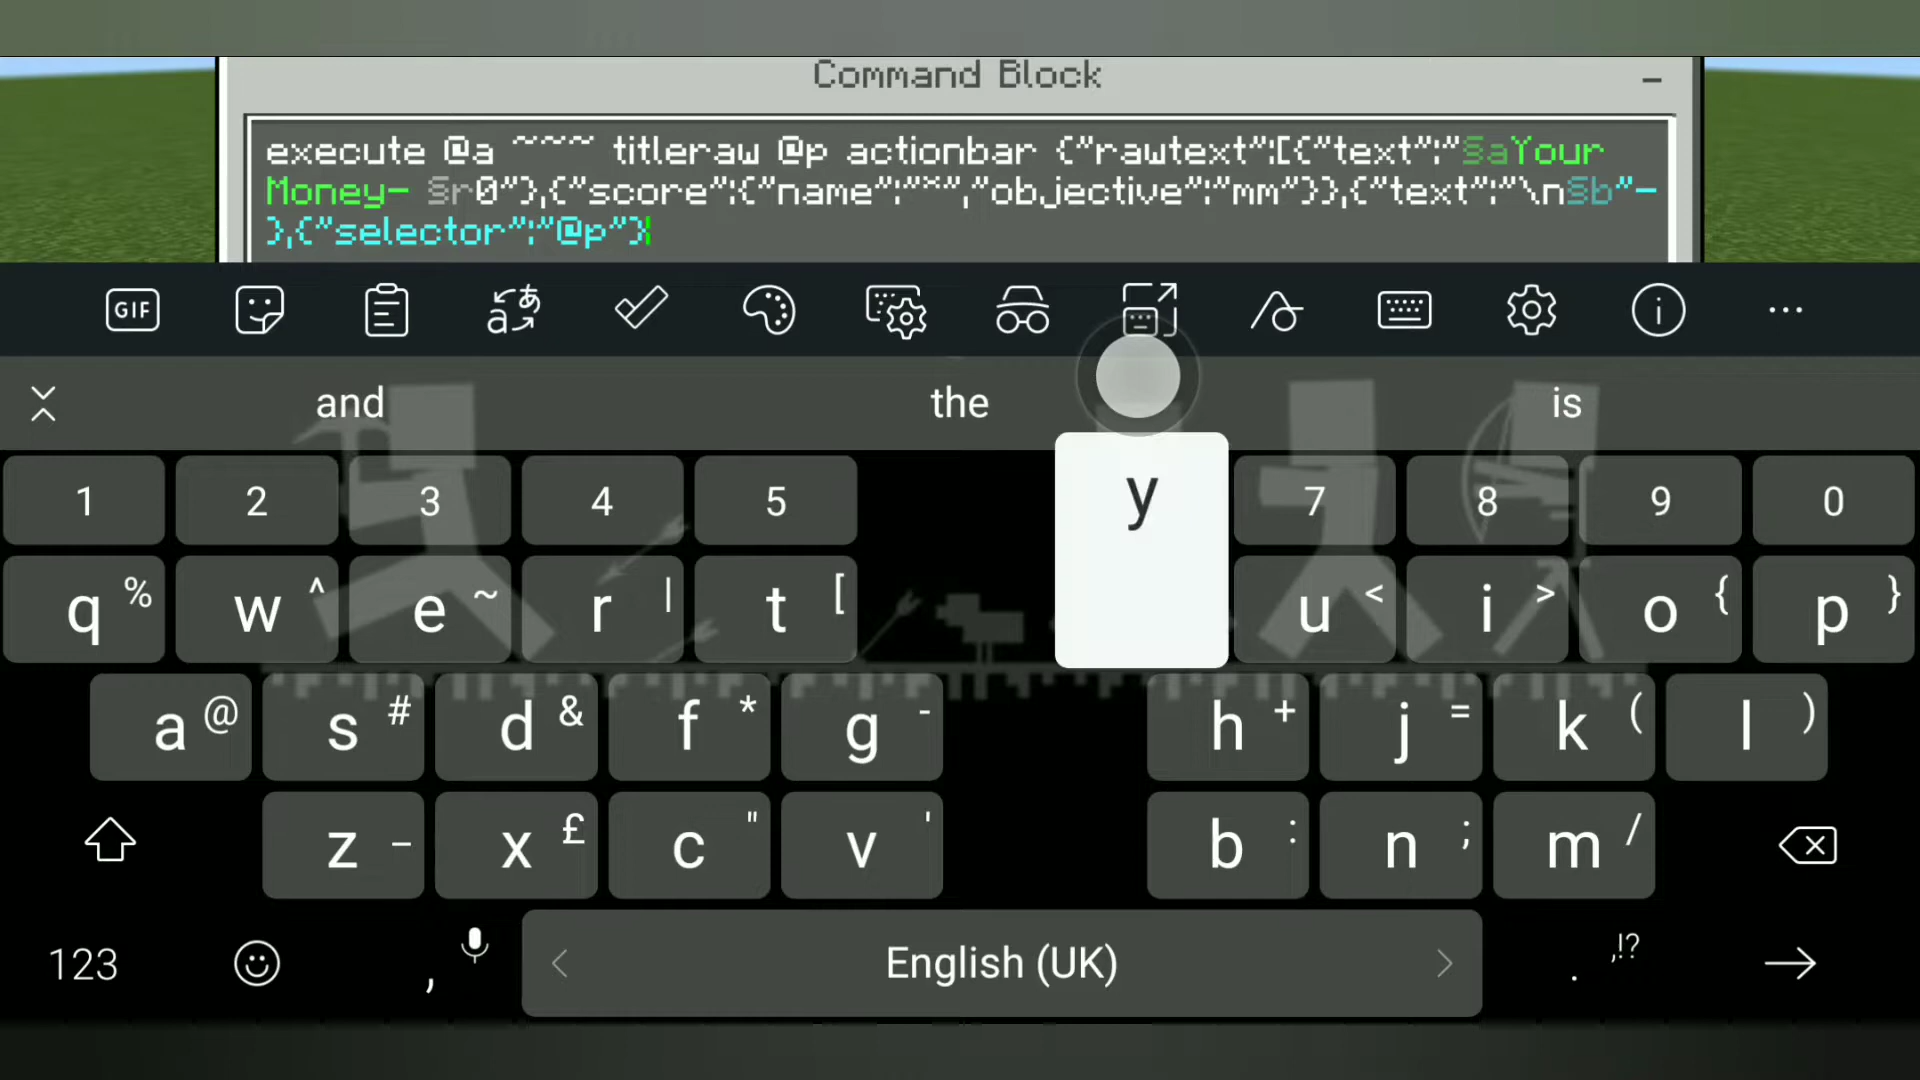 Command Block
execute @a ~~~ titleraw @p actionbar {"rawtext":[{"text":"§aYour
Money- §r0"},{"score":{"name":"*","objective":"mm"}},{"text":"\n§b"-
},{"selector":"@p"}
GIF
and the is
1 2 3 4 5 7 8 9 0
q % w ^ e ~ r | t [ y u < i > o { p }
a @ s # d & f * g - h + j = k ( l )
z _ x £ c " v ' b : n ; m /
123 , < English (UK) > . ,!?